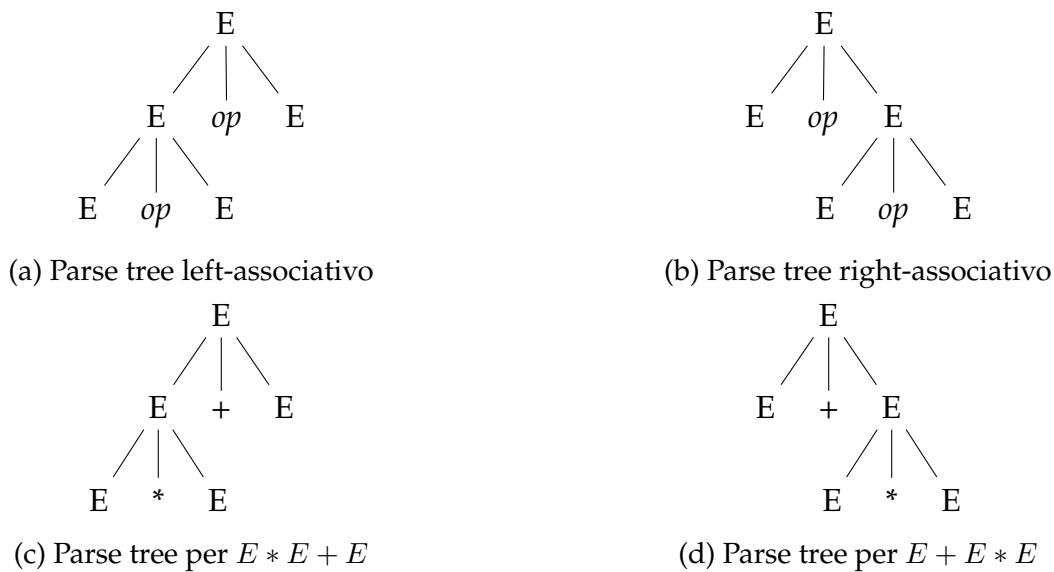 E
E op E
E op E
(a) Parse tree left-associativo
E
E op E
E op E
(b) Parse tree right-associativo
E
E + E
E * E
(c) Parse tree per E ∗ E + E
E
E + E
E * E
(d) Parse tree per E + E ∗ E